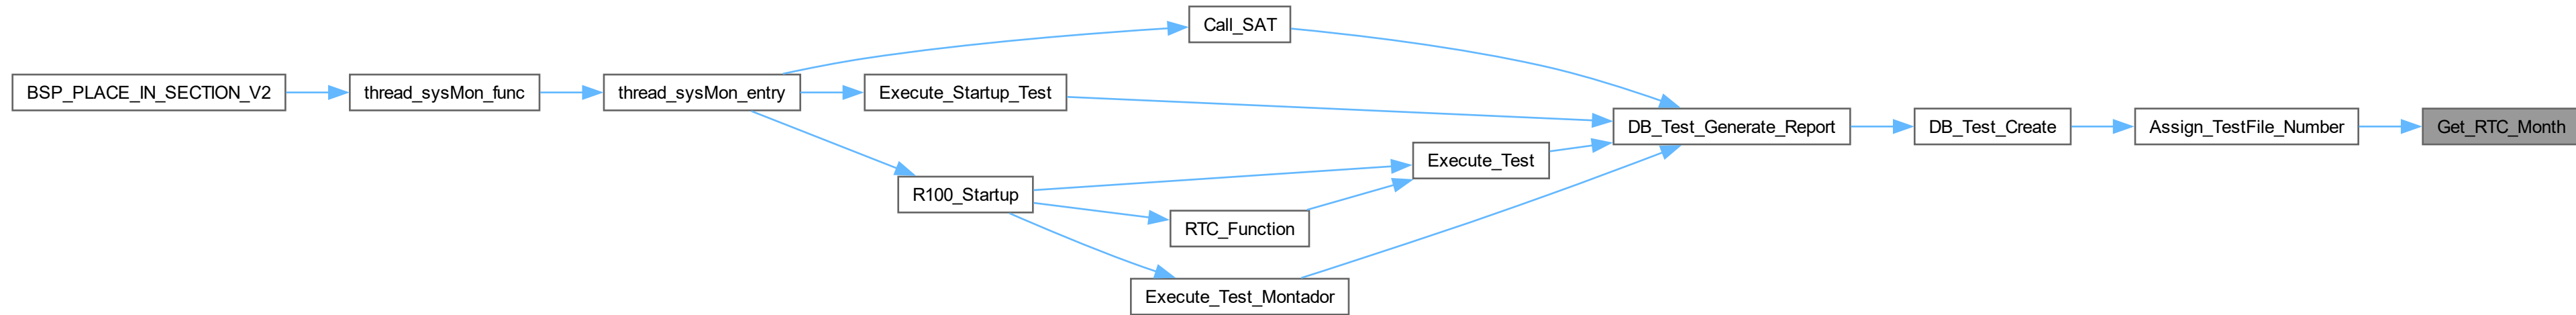 Call_SAT
BSP_PLACE_IN_SECTION_V2
thread_sysMon_func
thread_sysMon_entry
Execute_Startup_Test
DB_Test_Generate_Report
DB_Test_Create
Assign_TestFile_Number
Get_RTC_Month
Execute_Test
R100_Startup
RTC_Function
Execute_Test_Montador